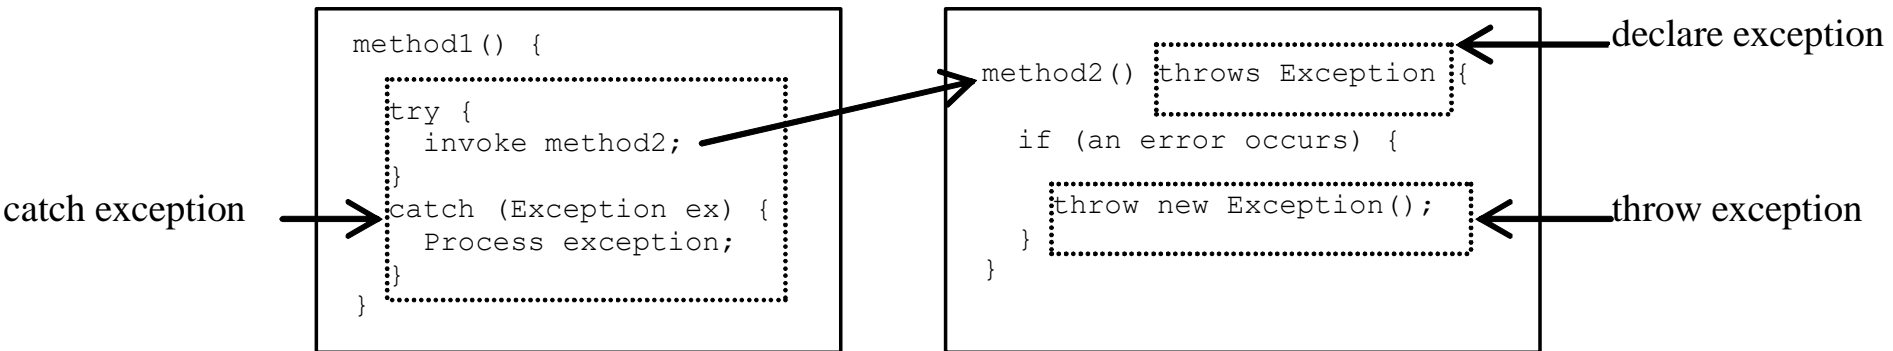 catch exception
method1() {
try {
invoke method2;
}
catch (Exception ex) {
Process exception;
}
}
method2() throws Exception {
if (an error occurs) {
throw new Exception();
}
}
declare exception
throw exception